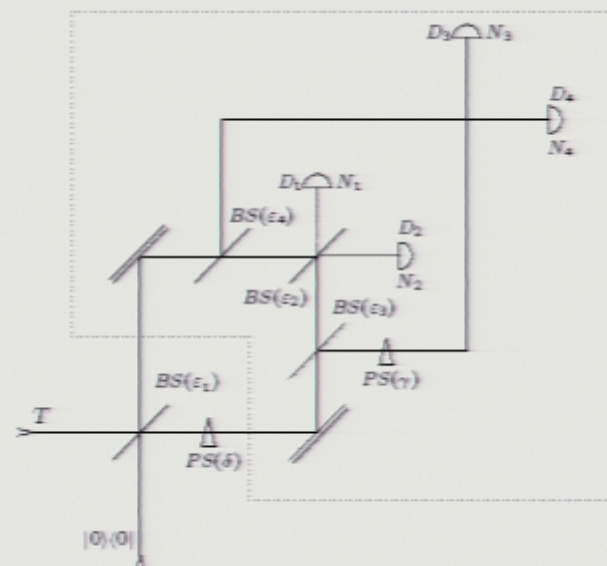 D₃ N₃
D₄
N₄
D₁ N₁
BS(ε₄)
D₂
N₂
BS(ε₂)
BS(ε₃)
PS(γ)
BS(ε₁)
T
PS(δ)
|0⟩⟨0|